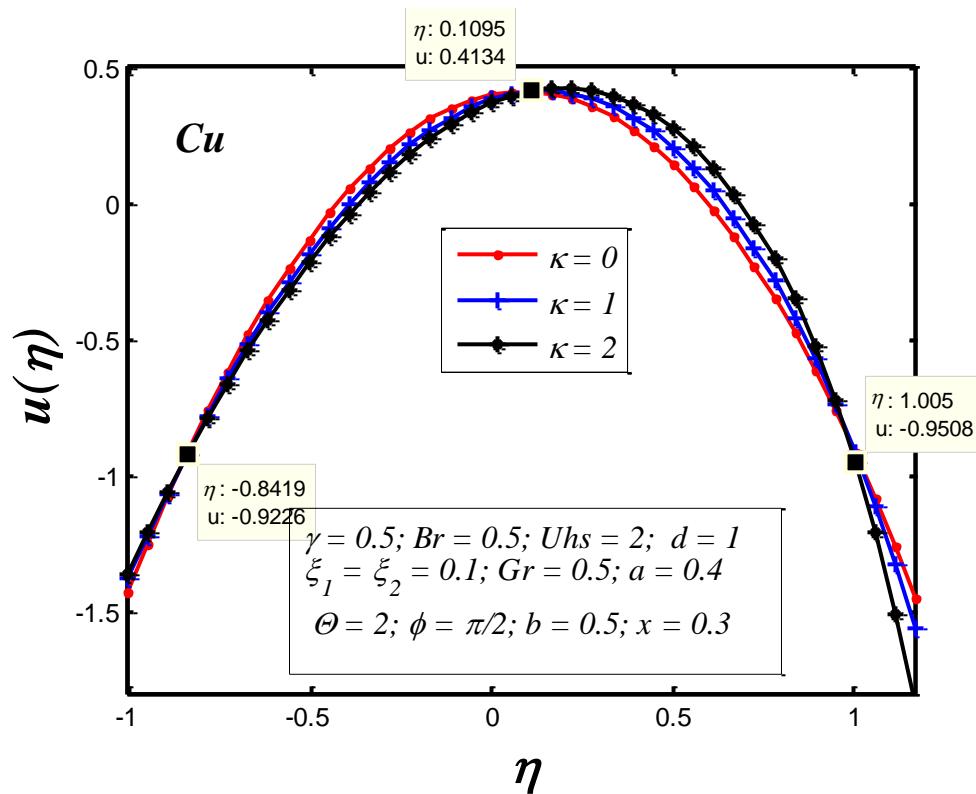 η: 0.1095
u: 0.4134
0.5
0
-0.5
-1
-1.5
u(η)
Cu
κ = 0
κ = 1
κ = 2
η: 1.005
u: -0.9508
η: -0.8419
u: -0.9226
γ = 0.5; Br = 0.5; Uhs = 2; d = 1
ξ₁ = ξ₂ = 0.1; Gr = 0.5; a = 0.4
Θ = 2; ϕ = π/2; b = 0.5; x = 0.3
-1 -0.5 0 0.5 1
η